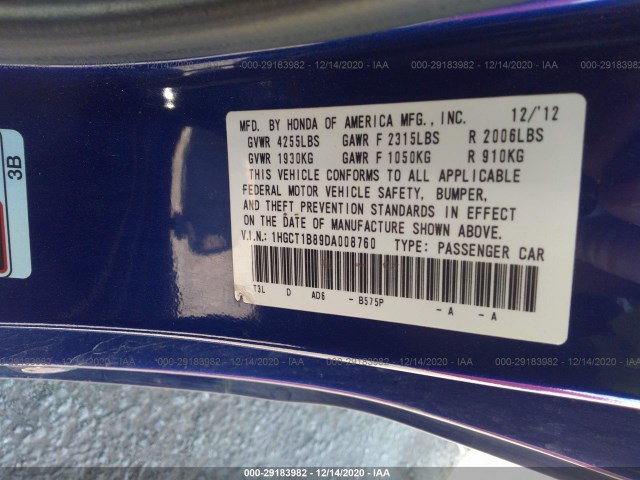 000-29183982 - 12/14/2020 - IAA 000-29183982 - 12/14/2020 - IAA 000-29183982 - 12/14/2020 - IAA
MFD. BY HONDA OF AMERICA MFG., INC. 12/'12
GVWR 4255LBS GAWR F 2315LBS R 2006LBS
GVWR 1930KG GAWR F 1050KG R 910KG
THIS VEHICLE CONFORMS TO ALL APPLICABLE
FEDERAL MOTOR VEHICLE SAFETY, BUMPER,
AND THEFT PREVENTION STANDARDS IN EFFECT
ON THE DATE OF MANUFACTURE SHOWN ABOVE.
V.I.N.: 1HGCT1B89DA008760 TYPE: PASSENGER CAR
T3L D AD6 - B575P - A - A
3B
000-29183982 - 12/14/2020 - IAA 000-29183982 - 12/14/2020 - IAA 000-29183982 - 12/14/2020 - IAA
000-29183982 - 12/14/2020 - IAA